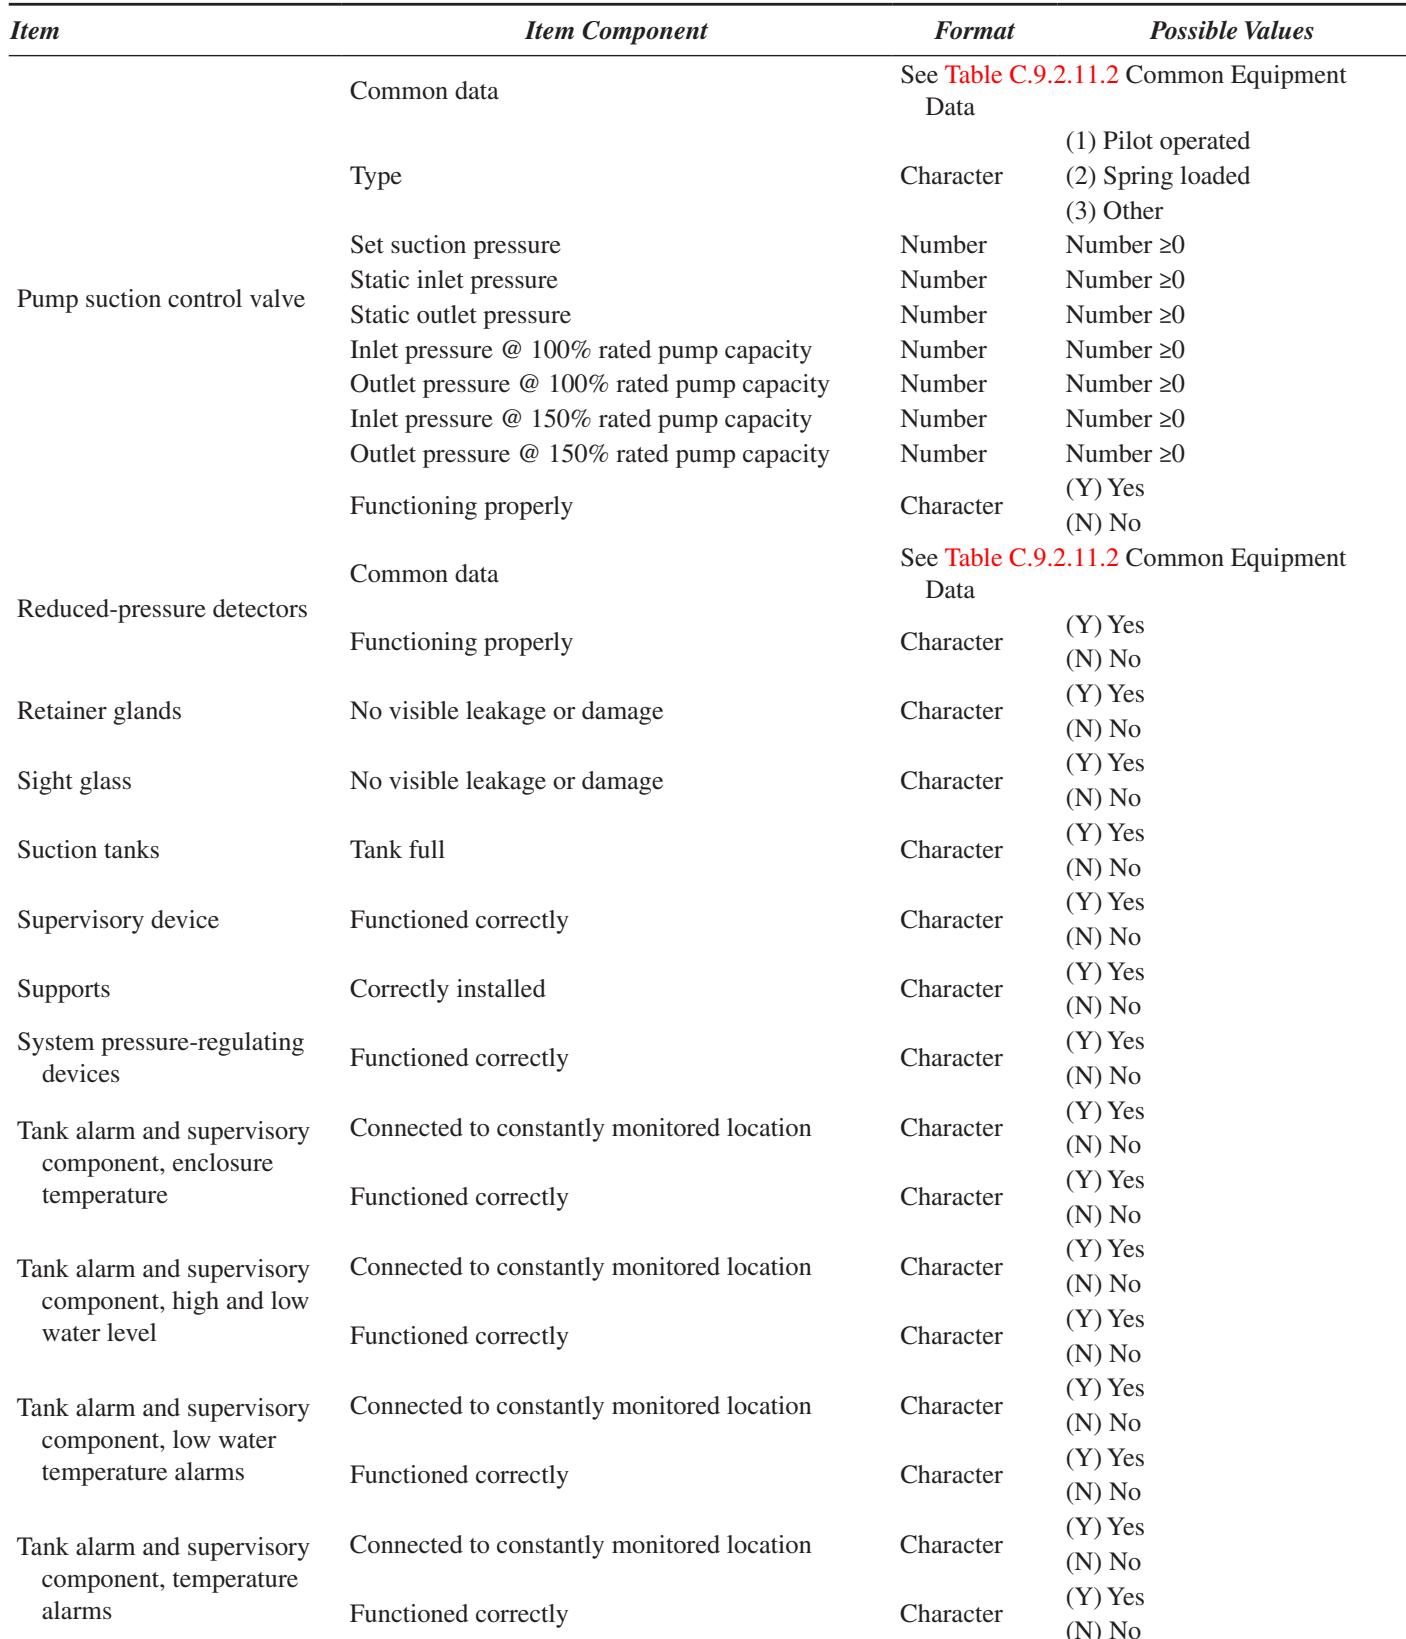 Item Item Component Format Possible Values
Pump suction control valve
Common data
See Table C.9.2.11.2 Common Equipment
Data
Type
Character
(1) Pilot operated
(2) Spring loaded
(3) Other
Set suction pressure Number Number ≥0
Static inlet pressure Number Number ≥0
Static outlet pressure Number Number ≥0
Inlet pressure @ 100% rated pump capacity Number Number ≥0
Outlet pressure @ 100% rated pump capacity Number Number ≥0
Inlet pressure @ 150% rated pump capacity Number Number ≥0
Outlet pressure @ 150% rated pump capacity Number Number ≥0
Functioning properly Character
(Y) Yes
(N) No
Reduced-pressure detectors
Common data
See Table C.9.2.11.2 Common Equipment
Data
Functioning properly Character
(Y) Yes
(N) No
Retainer glands No visible leakage or damage Character
(Y) Yes
(N) No
Sight glass No visible leakage or damage Character
(Y) Yes
(N) No
Suction tanks Tank full Character
(Y) Yes
(N) No
Supervisory device Functioned correctly Character
(Y) Yes
(N) No
Supports Correctly installed Character
(Y) Yes
(N) No
System pressure-regulating
devices
Functioned correctly Character
(Y) Yes
(N) No
Tank alarm and supervisory
component, enclosure
temperature
Connected to constantly monitored location Character
(Y) Yes
(N) No
Functioned correctly Character
(Y) Yes
(N) No
Tank alarm and supervisory
component, high and low
water level
Connected to constantly monitored location Character
(Y) Yes
(N) No
Functioned correctly Character
(Y) Yes
(N) No
Tank alarm and supervisory
component, low water
temperature alarms
Connected to constantly monitored location Character
(Y) Yes
(N) No
Functioned correctly Character
(Y) Yes
(N) No
Tank alarm and supervisory
component, temperature
alarms
Connected to constantly monitored location Character
(Y) Yes
(N) No
Functioned correctly Character
(Y) Yes
(N) No